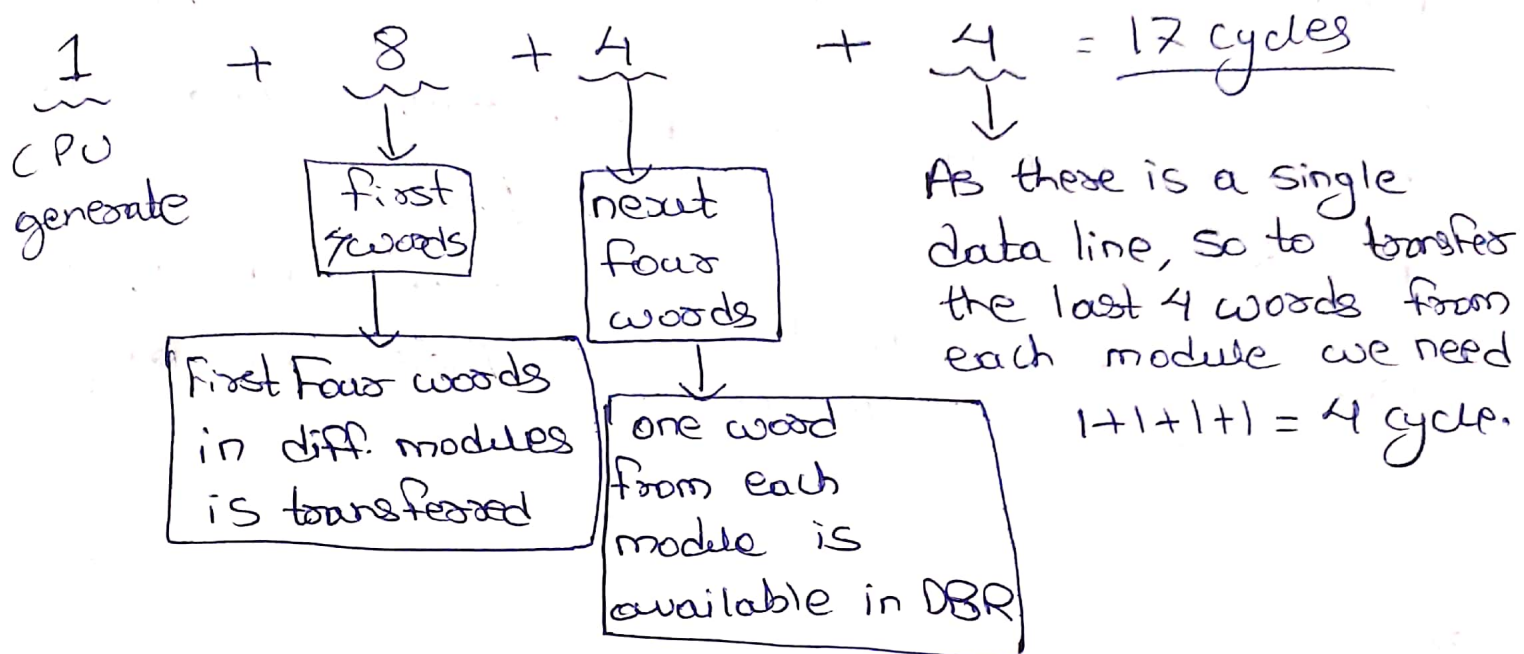 1 + 8 + 4 + 4 = 17 cycles
CPU
generate
first
4 words
next
four
words
As there is a single
data line, so to transfer
the last 4 words from
each module we need
1+1+1+1 = 4 cycle.
First Four words
in diff. modules
is transferred
one word
from each
module is
available in DBR